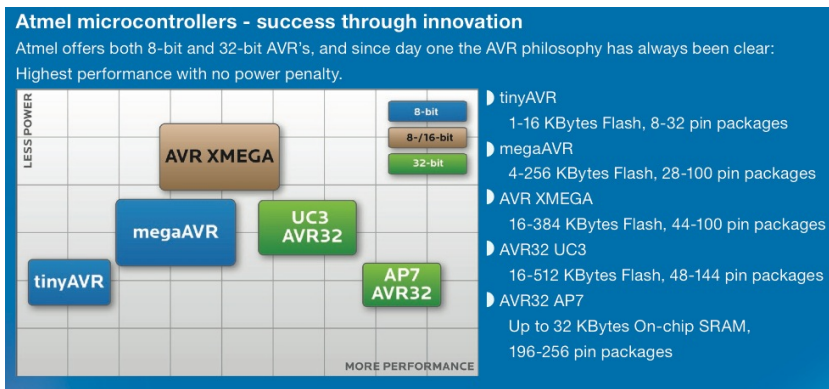 Atmel microcontrollers - success through innovation
Atmel offers both 8-bit and 32-bit AVR's, and since day one the AVR philosophy has always been clear:
Highest performance with no power penalty.
LESS POWER
8-bit
8-/16-bit
32-bit
AVR XMEGA
megaAVR
UC3
AVR32
tinyAVR
AP7
AVR32
MORE PERFORMANCE
tinyAVR
1-16 KBytes Flash, 8-32 pin packages
megaAVR
4-256 KBytes Flash, 28-100 pin packages
AVR XMEGA
16-384 KBytes Flash, 44-100 pin packages
AVR32 UC3
16-512 KBytes Flash, 48-144 pin packages
AVR32 AP7
Up to 32 KBytes On-chip SRAM,
196-256 pin packages